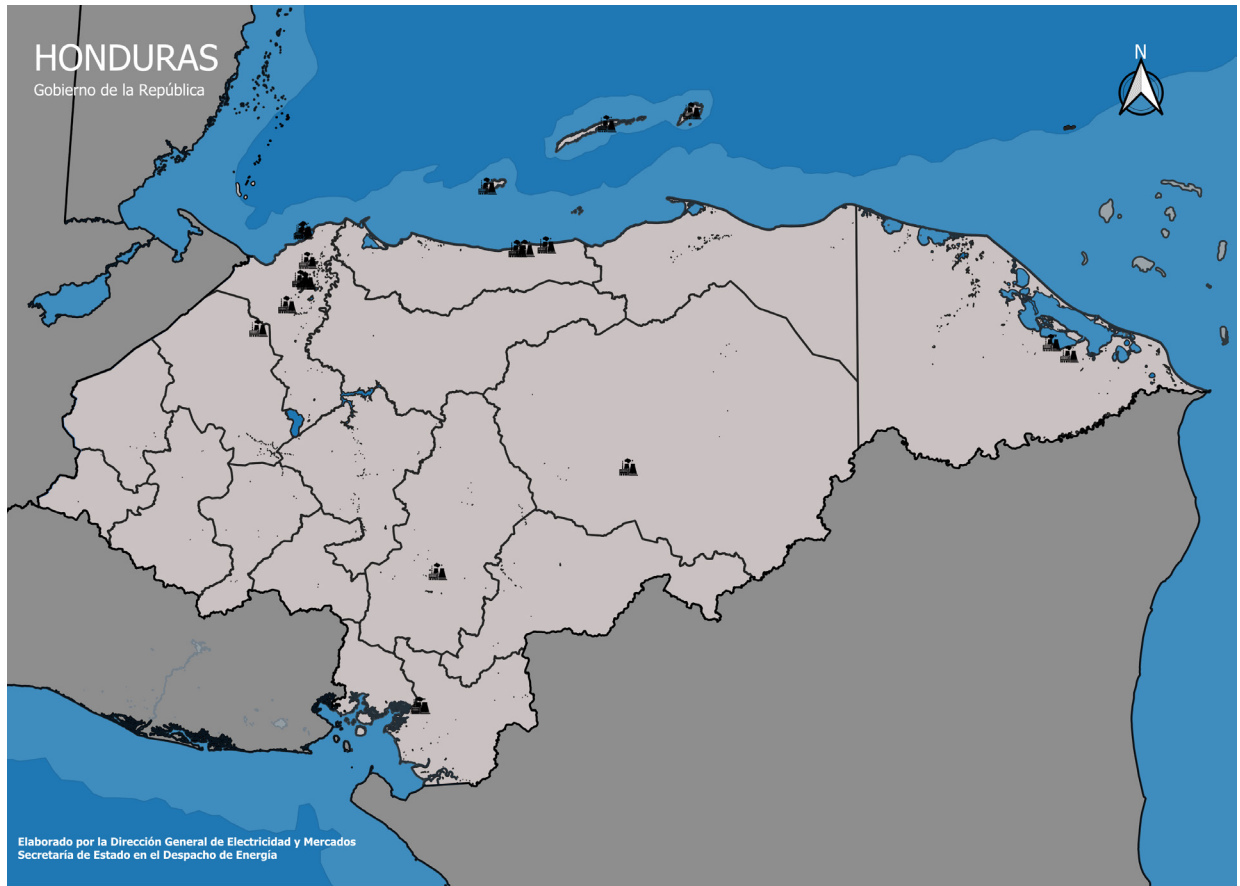 HONDURAS
Gobierno de la República
N
Elaborado por la Dirección General de Electricidad y Mercados
Secretaría de Estado en el Despacho de Energía